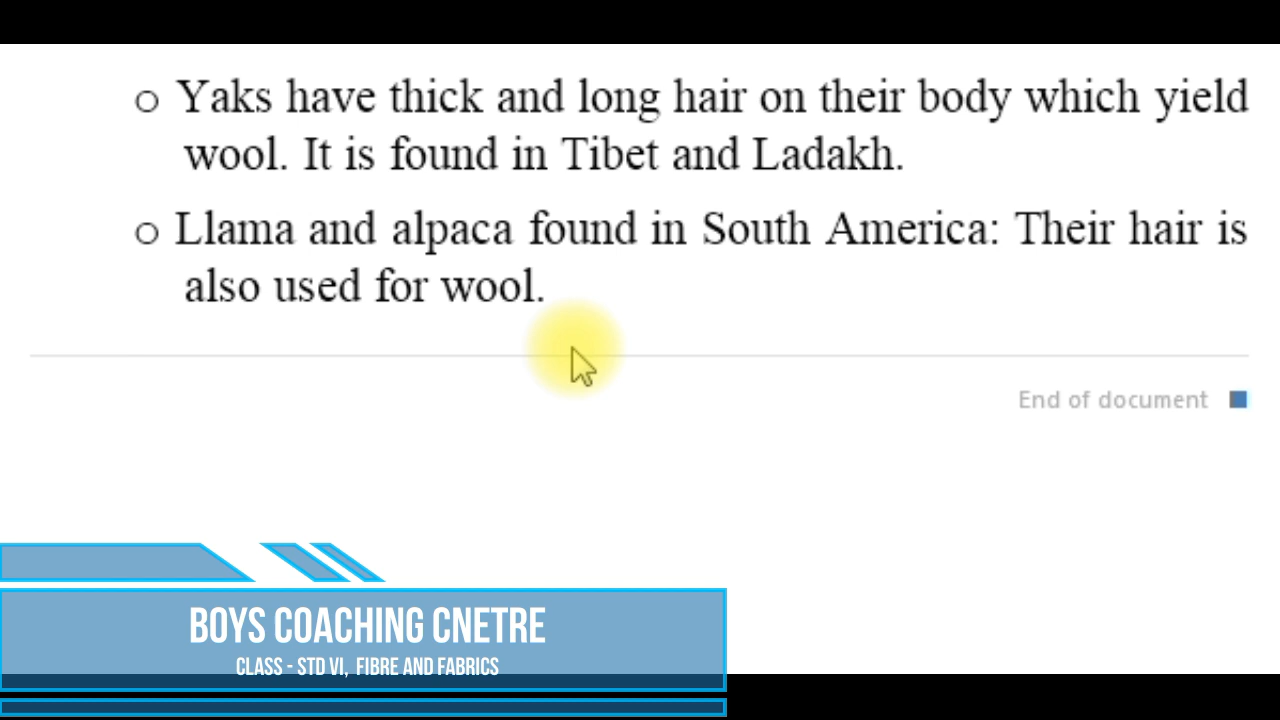 o Yaks have thick and long hair on their body which yield
wool. It is found in Tibet and Ladakh.
o Llama and alpaca found in South America: Their hair is
also used for wool.
End of document
BOYS COACHING CNETRE
CLASS - STD VI, FIBRE AND FABRICS